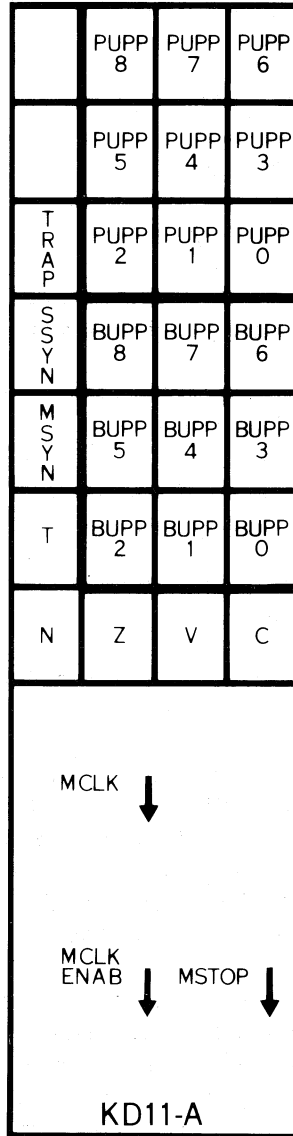 PUPP 8 PUPP 7 PUPP 6
PUPP 5 PUPP 4 PUPP 3
TRAP PUPP 2 PUPP 1 PUPP 0
SSYN BUPP 8 BUPP 7 BUPP 6
MSYN BUPP 5 BUPP 4 BUPP 3
T BUPP 2 BUPP 1 BUPP 0
N Z V C
MCLK
MCLK
ENAB MSTOP
KD11-A